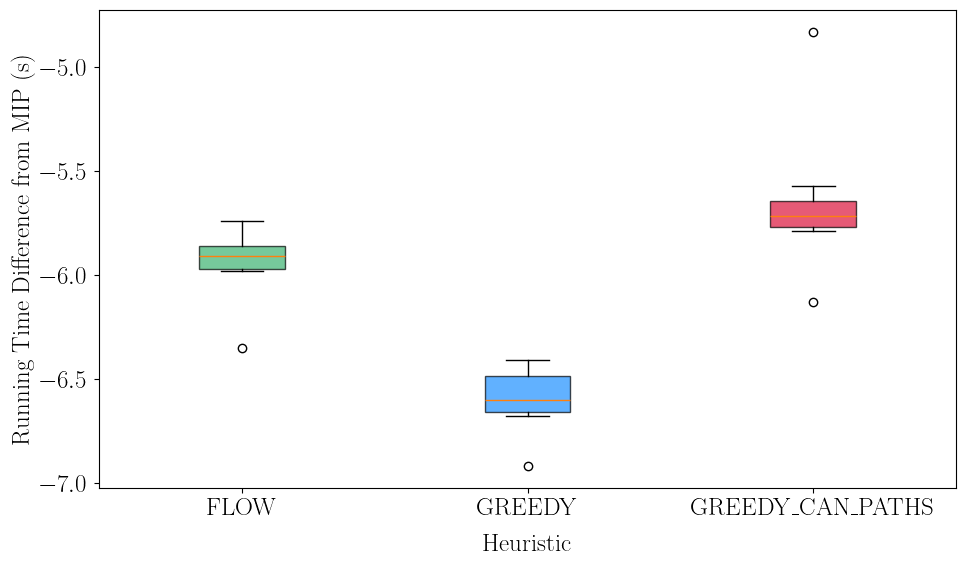 Running Time Difference from MIP (s)
−5.0
−5.5
−6.0
−6.5
−7.0
FLOW
GREEDY
GREEDY_CAN_PATHS
Heuristic